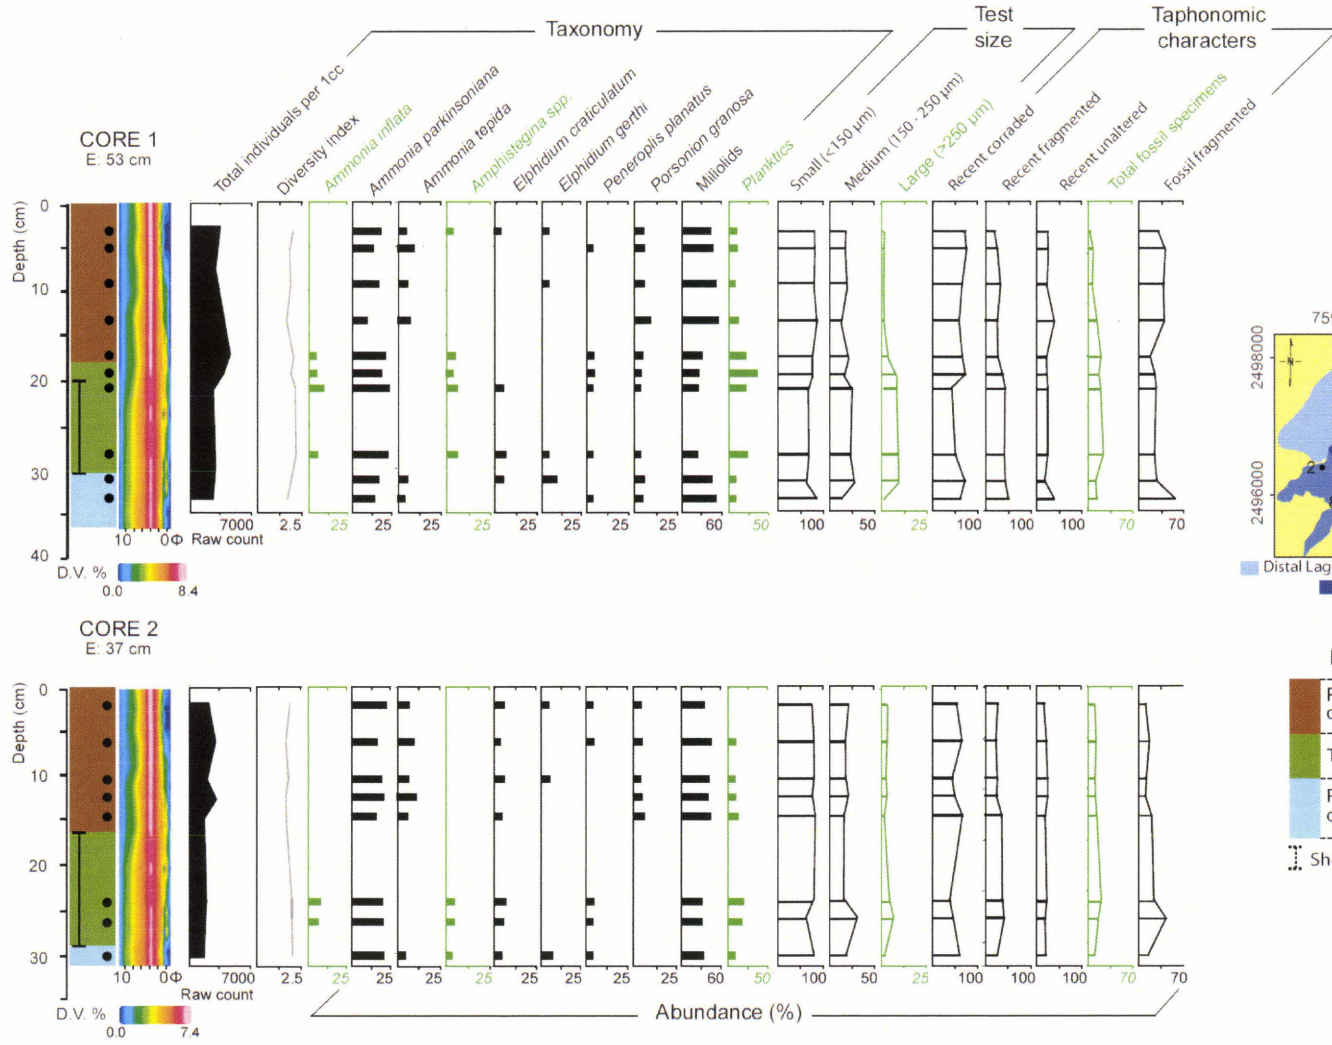 Taxonomy
Test
size
Taphonomic
characters
Total individuals per 1cc
Diversity index
Ammonia inflata
Ammonia parkinsoniana
Ammonia tepida
Amphistegina spp.
Elphidium craticulatum
Elphidium gerthi
Peneroplis planatus
Porsonion granosa
Miliolids
Planktics
Small (<150 µm)
Medium (150 - 250 µm)
Large (>250 µm)
Recent corraded
Recent fragmented
Recent unaltered
Total fossil specimens
Fossil fragmented
CORE 1
E: 53 cm
Depth (cm)
0
10
20
30
40
10 0Φ
7000 2.5 25 25 25 25 25 25 25 25 60 50 100 50 25 100 100 100 70 70
Raw count
D.V. %
0.0 8.4
759
2498000
2496000
N
2
Distal Lag
CORE 2
E: 37 cm
Depth (cm)
0
10
20
30
10 0Φ
7000 2.5 25 25 25 25 25 25 25 25 60 50 100 50 25 100 100 100 70 70
Raw count
D.V. %
0.0 7.4
Abundance (%)
T
Sh